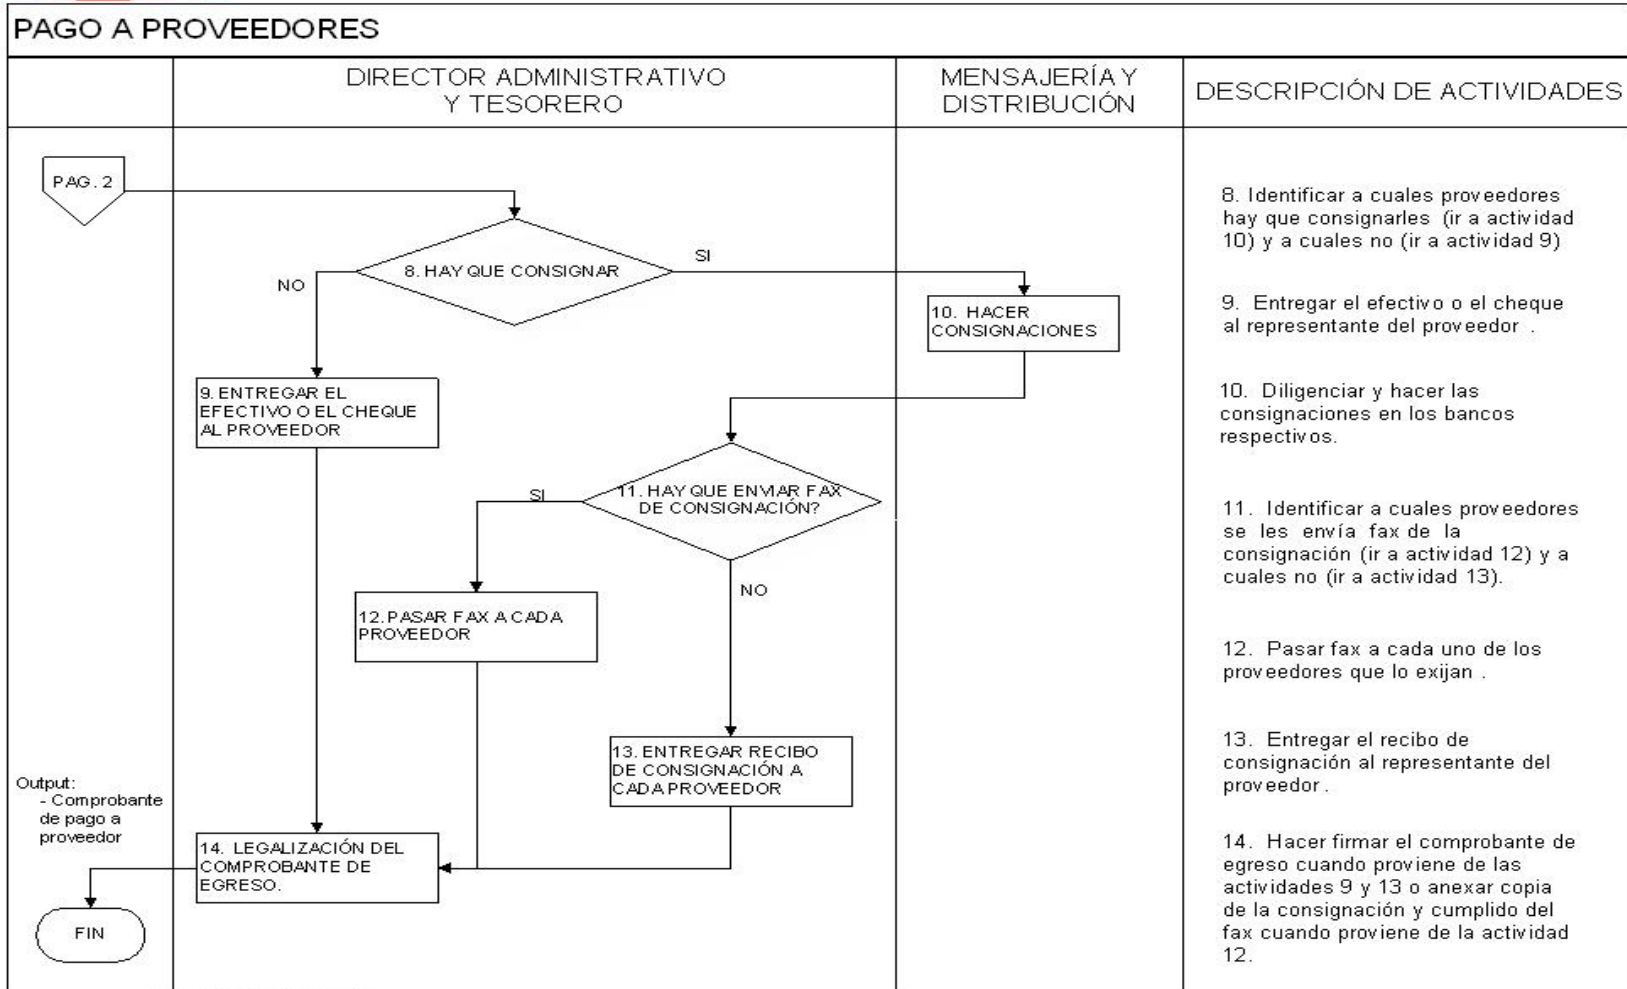 PAGO A PROVEEDORES
DIRECTOR ADMINISTRATIVO
Y TESORERO
MENSAJERÍA Y
DISTRIBUCIÓN
DESCRIPCIÓN DE ACTIVIDADES
PAG. 2
8. HAY QUE CONSIGNAR
NO
SI
10. HACER
CONSIGNACIONES
9. ENTREGAR EL
EFECTIVO O EL CHEQUE
AL PROVEEDOR
11. HAY QUE ENVIAR FAX
DE CONSIGNACIÓN?
SI
NO
12. PASAR FAX A CADA
PROVEEDOR
13. ENTREGAR RECIBO
DE CONSIGNACIÓN A
CADA PROVEEDOR
Output:
- Comprobante
de pago a
proveedor
14. LEGALIZACIÓN DEL
COMPROBANTE DE
EGRESO.
FIN
8. Identificar a cuales proveedores
hay que consignarles (ir a actividad
10) y a cuales no (ir a actividad 9)
9. Entregar el efectivo o el cheque
al representante del proveedor .
10. Diligenciar y hacer las
consignaciones en los bancos
respectivos.
11. Identificar a cuales proveedores
se les envía fax de la
consignación (ir a actividad 12) y a
cuales no (ir a actividad 13).
12. Pasar fax a cada uno de los
proveedores que lo exijan .
13. Entregar el recibo de
consignación al representante del
proveedor .
14. Hacer firmar el comprobante de
egreso cuando proviene de las
actividades 9 y 13 o anexar copia
de la consignación y cumplido del
fax cuando proviene de la actividad
12.